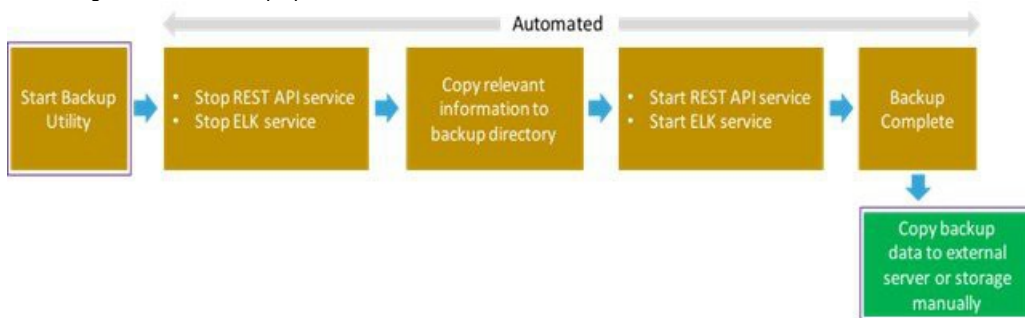 Automated
Start Backup
Utility
• Stop REST API service
• Stop ELK service
Copy relevant
information to
backup directory
• Start REST API service
• Start ELK service
Backup
Complete
Copy backup
data to external
server or storage
manually